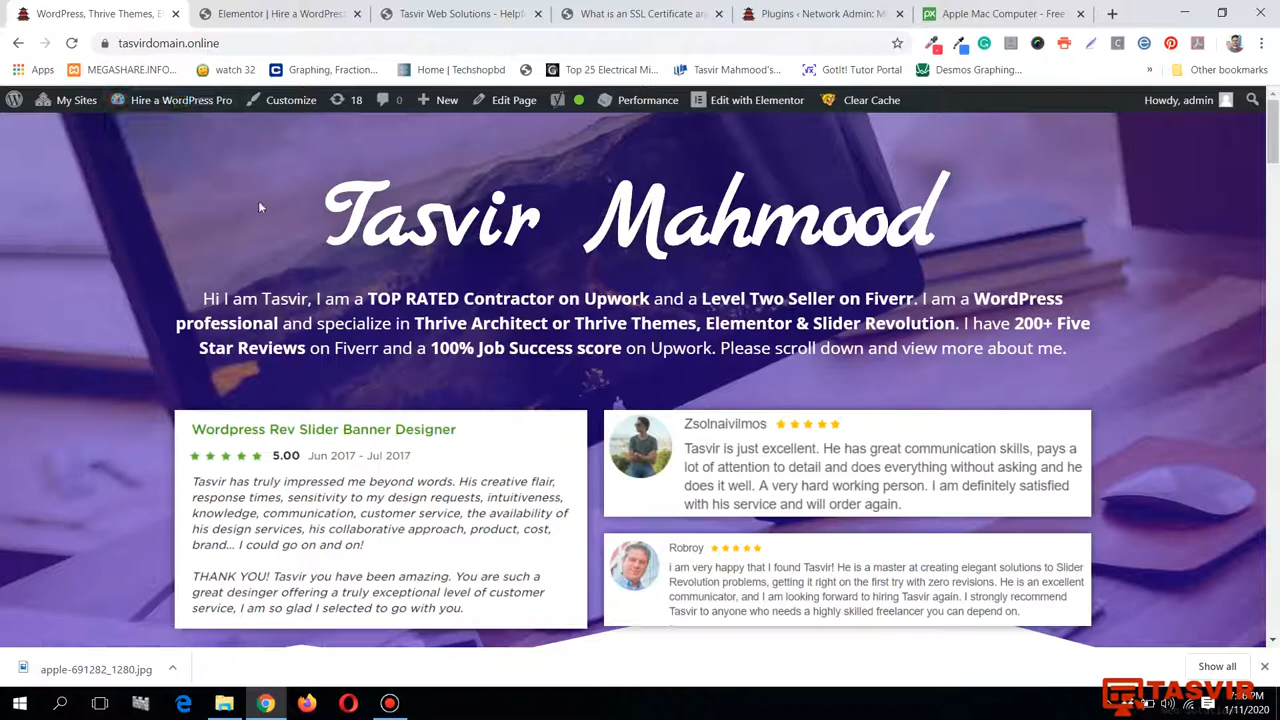 WordPress, Thrive Themes, E
Elementor | Hire a WordPress
Tasvir Web Solutions - Helpf
What is an SSL Certificate an
Plugins ‹ Network Admin: M
Apple Mac Computer - Free
tasvirdomain.online
Apps
MEGASHARE.INFO...
watch 32
Graphing, Fraction...
Home | Techshopbd
Top 25 Electrical Mi...
Tasvir Mahmood's...
GotIt! Tutor Portal
Desmos Graphing...
»
Other bookmarks
My Sites
Hire a WordPress Pro
Customize
18
0
New
Edit Page
Performance
Edit with Elementor
Clear Cache
Howdy, admin
Tasvir Mahmood
Hi I am Tasvir, I am a TOP RATED Contractor on Upwork and a Level Two Seller on Fiverr. I am a WordPress
professional and specialize in Thrive Architect or Thrive Themes, Elementor & Slider Revolution. I have 200+ Five
Star Reviews on Fiverr and a 100% Job Success score on Upwork. Please scroll down and view more about me.
Wordpress Rev Slider Banner Designer
5.00 Jun 2017 - Jul 2017
Tasvir has truly impressed me beyond words. His creative flair,
response times, sensitivity to my design requests, intuitiveness,
knowledge, communication, customer service, the availability of
his design services, his collaborative approach, product, cost,
brand... I could go on and on!
THANK YOU! Tasvir you have been amazing. You are such a
great desinger offering a truly exceptional level of customer
service, I am so glad I selected to go with you.
Zsolnaivilmos
Tasvir is just excellent. He has great communication skills, pays a
lot of attention to detail and does everything without asking and he
does it well. A very hard working person. I am definitely satisfied
with his service and will order again.
Robroy
i am very happy that I found Tasvir! He is a master at creating elegant solutions to Slider
Revolution problems, getting it right on the first try with zero revisions. He is an excellent
communicator, and I am looking forward to hiring Tasvir again. I strongly recommend
Tasvir to anyone who needs a highly skilled freelancer you can depend on.
apple-691282_1280.jpg
Show all
TASVIR
1/11/2020